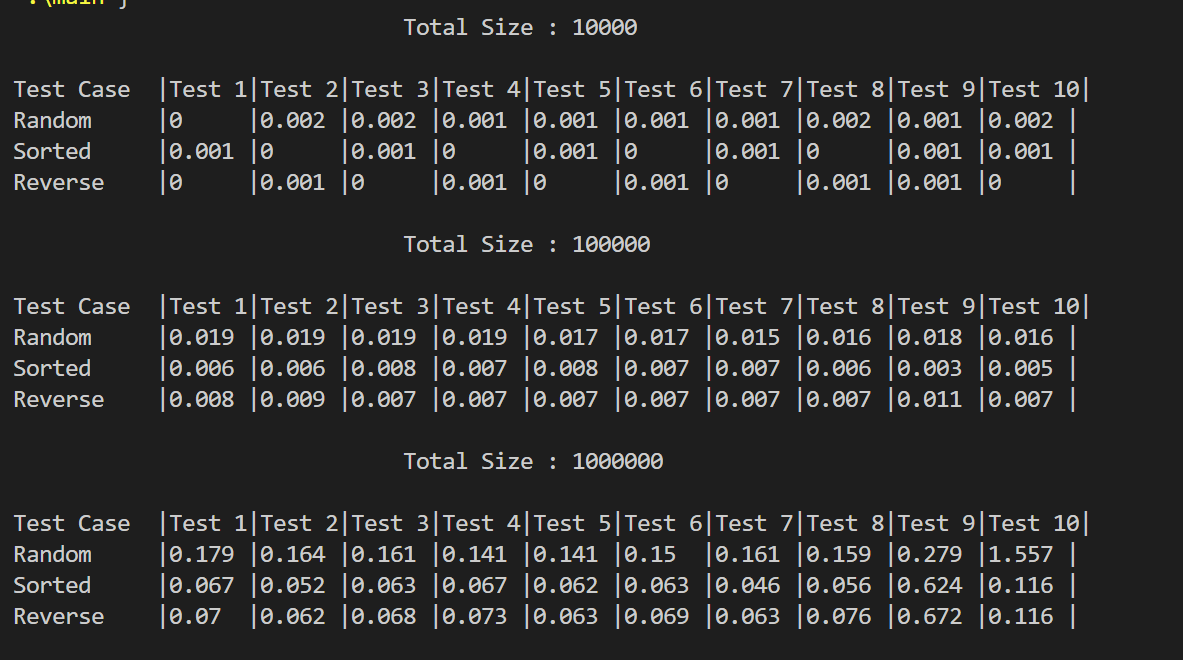 .\main }
Total Size : 10000
Test Case |Test 1|Test 2|Test 3|Test 4|Test 5|Test 6|Test 7|Test 8|Test 9|Test 10|
Random |0 |0.002 |0.002 |0.001 |0.001 |0.001 |0.001 |0.002 |0.001 |0.002 |
Sorted |0.001 |0 |0.001 |0 |0.001 |0 |0.001 |0 |0.001 |0.001 |
Reverse |0 |0.001 |0 |0.001 |0 |0.001 |0 |0.001 |0.001 |0 |
Total Size : 100000
Test Case |Test 1|Test 2|Test 3|Test 4|Test 5|Test 6|Test 7|Test 8|Test 9|Test 10|
Random |0.019 |0.019 |0.019 |0.019 |0.017 |0.017 |0.015 |0.016 |0.018 |0.016 |
Sorted |0.006 |0.006 |0.008 |0.007 |0.008 |0.007 |0.007 |0.006 |0.003 |0.005 |
Reverse |0.008 |0.009 |0.007 |0.007 |0.007 |0.007 |0.007 |0.007 |0.011 |0.007 |
Total Size : 1000000
Test Case |Test 1|Test 2|Test 3|Test 4|Test 5|Test 6|Test 7|Test 8|Test 9|Test 10|
Random |0.179 |0.164 |0.161 |0.141 |0.141 |0.15 |0.161 |0.159 |0.279 |1.557 |
Sorted |0.067 |0.052 |0.063 |0.067 |0.062 |0.063 |0.046 |0.056 |0.624 |0.116 |
Reverse |0.07 |0.062 |0.068 |0.073 |0.063 |0.069 |0.063 |0.076 |0.672 |0.116 |